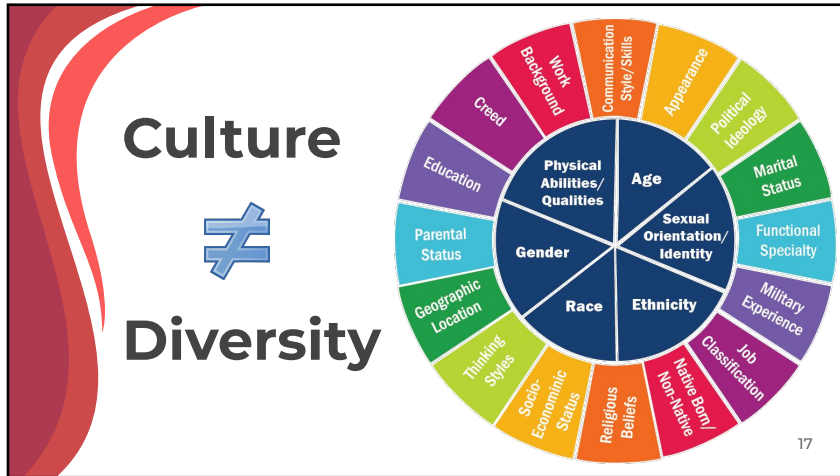 Culture
≠
Diversity
Communication
Style/Skills
Appearance
Political
Ideology
Marital
Status
Functional
Specialty
Military
Experience
Job
Classification
Native Born/
Non-Native
Religious
Beliefs
Socio-
Econominic
Status
Thinking
Styles
Geographic
Location
Parental
Status
Education
Creed
Work
Background
Physical
Abilities/
Qualities
Age
Sexual
Orientation/
Identity
Ethnicity
Race
Gender
17